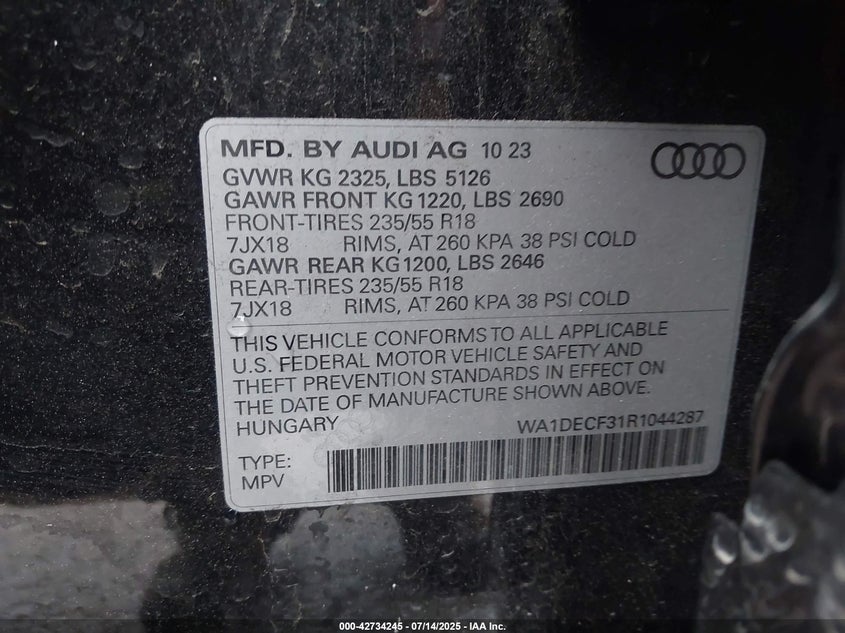 MFD. BY AUDI AG 10 23
GVWR KG 2325, LBS 5126
GAWR FRONT KG 1220, LBS 2690
FRONT-TIRES 235/55 R18
7JX18 RIMS, AT 260 KPA 38 PSI COLD
GAWR REAR KG 1200, LBS 2646
REAR-TIRES 235/55 R18
7JX18 RIMS, AT 260 KPA 38 PSI COLD
THIS VEHICLE CONFORMS TO ALL APPLICABLE
U.S. FEDERAL MOTOR VEHICLE SAFETY AND
THEFT PREVENTION STANDARDS IN EFFECT ON
THE DATE OF MANUFACTURE SHOWN ABOVE.
HUNGARY WA1DECF31R1044287
TYPE:
MPV
000-42734245 - 07/14/2025 - IAA Inc.